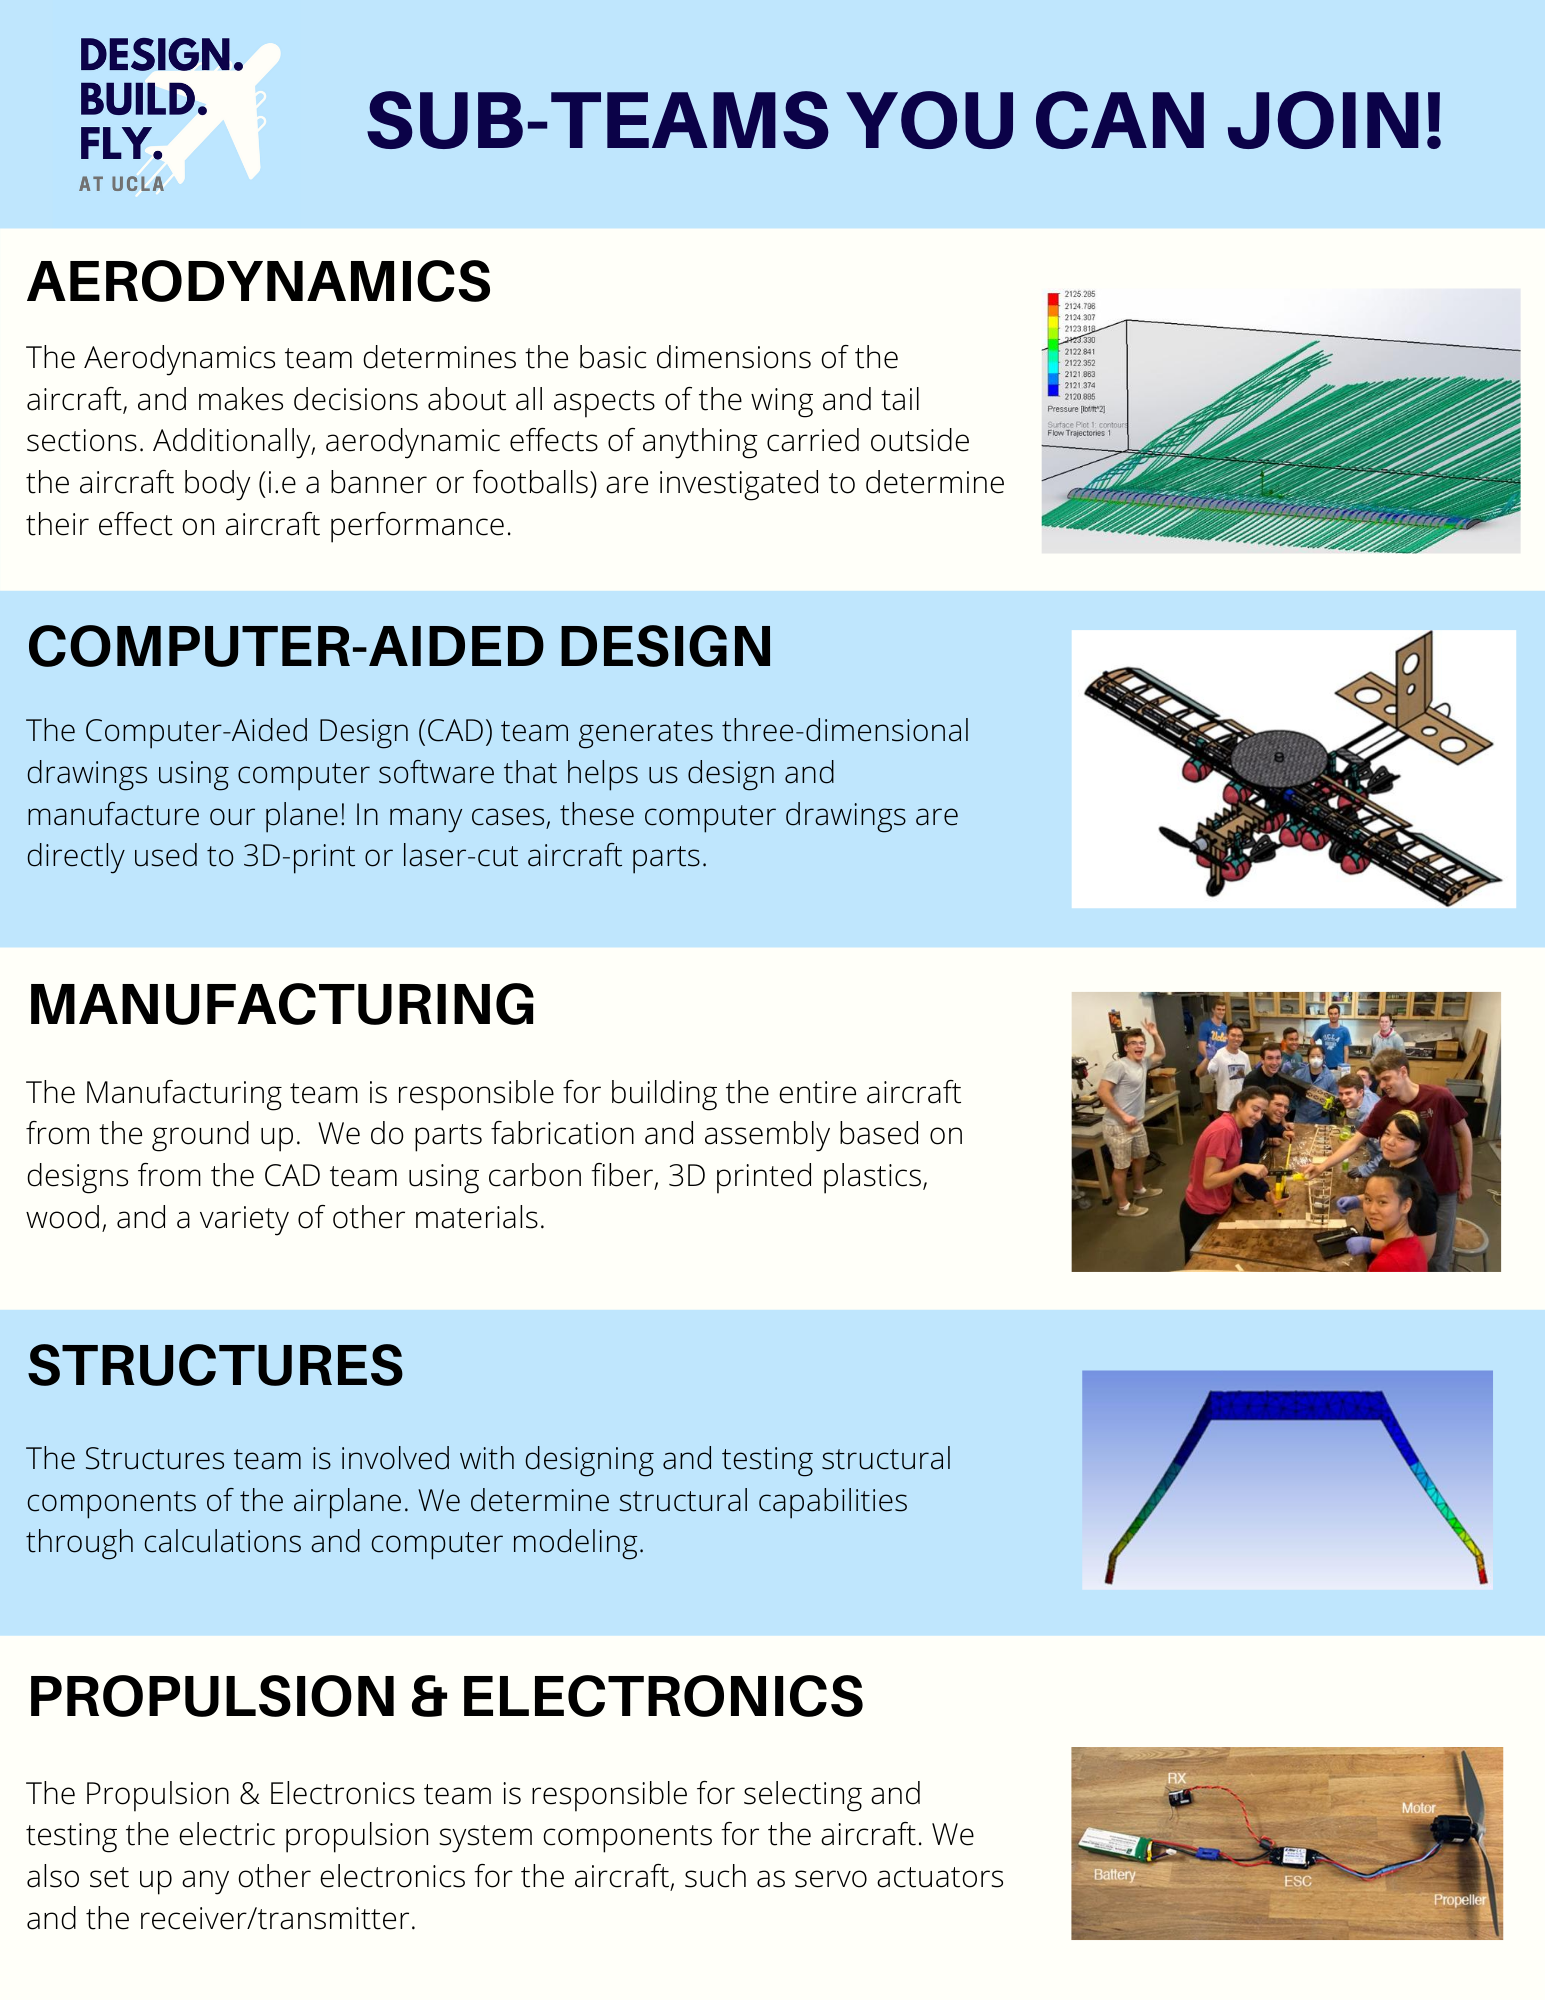 DESIGN.
BUILD.
FLY.
AT UCLA
SUB-TEAMS YOU CAN JOIN!
AERODYNAMICS
The Aerodynamics team determines the basic dimensions of the
aircraft, and makes decisions about all aspects of the wing and tail
sections. Additionally, aerodynamic effects of anything carried outside
the aircraft body (i.e a banner or footballs) are investigated to determine
their effect on aircraft performance.
2125.285
2124.796
2124.307
2123.818
2123.330
2122.841
2122.352
2121.863
2121.374
2120.885
Pressure [lbf/ft^2]
Surface Plot 1: contours
Flow Trajectories 1
COMPUTER-AIDED DESIGN
The Computer-Aided Design (CAD) team generates three-dimensional
drawings using computer software that helps us design and
manufacture our plane! In many cases, these computer drawings are
directly used to 3D-print or laser-cut aircraft parts.
MANUFACTURING
The Manufacturing team is responsible for building the entire aircraft
from the ground up.  We do parts fabrication and assembly based on
designs from the CAD team using carbon fiber, 3D printed plastics,
wood, and a variety of other materials.
UCLA
STRUCTURES
The Structures team is involved with designing and testing structural
components of the airplane. We determine structural capabilities
through calculations and computer modeling.
PROPULSION & ELECTRONICS
The Propulsion & Electronics team is responsible for selecting and
testing the electric propulsion system components for the aircraft. We
also set up any other electronics for the aircraft, such as servo actuators
and the receiver/transmitter.
RX
Motor
Battery
ESC
Propeller